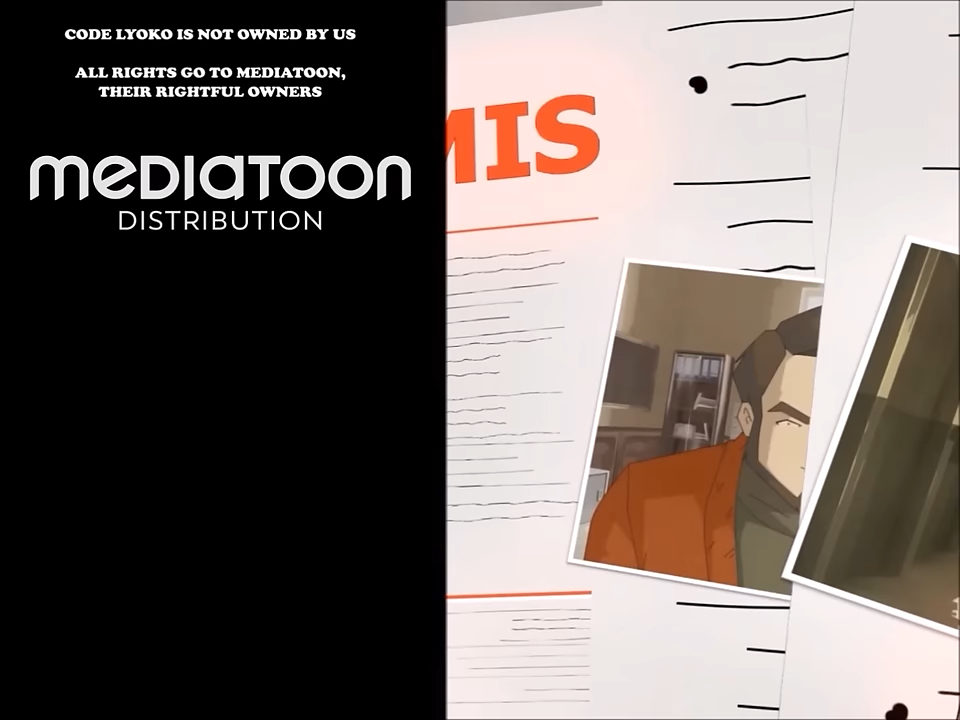 CODE LYOKO IS NOT OWNED BY US
ALL RIGHTS GO TO MEDIATOON,
THEIR RIGHTFUL OWNERS
meDIaTOON
DISTRIBUTION
MIS